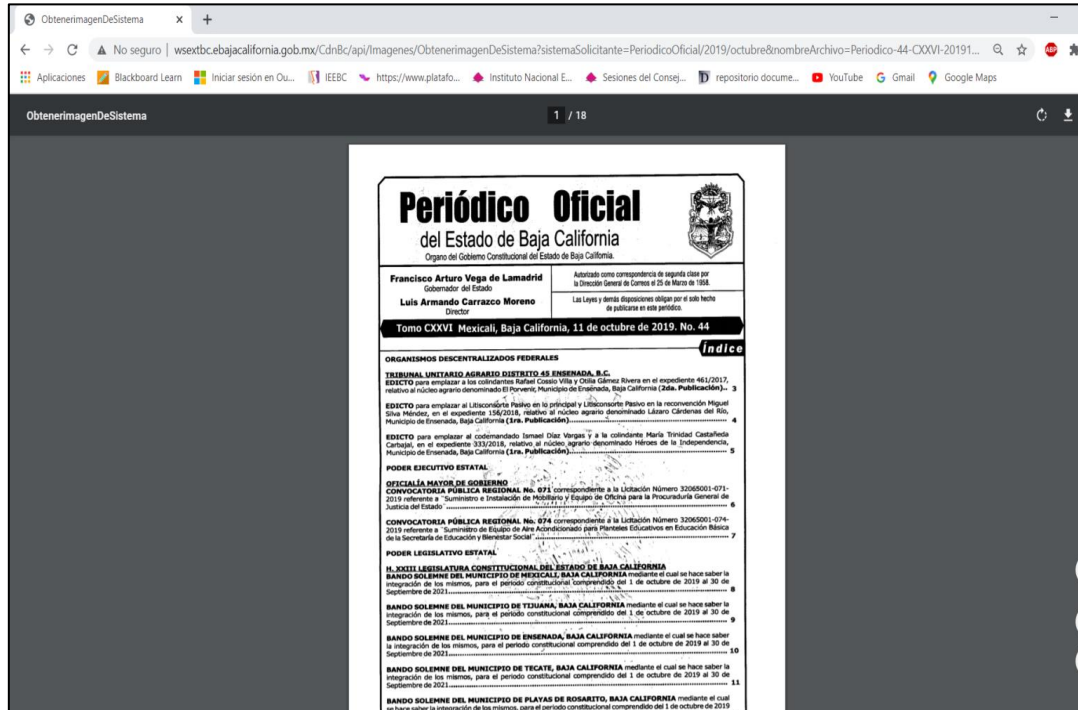 ObtenerimagenDeSistema
No seguro | wsextbc.ebajacalifornia.gob.mx/CdnBc/api/Imagenes/ObtenerimagenDeSistema?sistemaSolicitante=PeriodicoOficial/2019/octubre&nombreArchivo=Periodico-44-CXXVI-20191...
Aplicaciones Blackboard Learn Iniciar sesión en Ou... IEEBC https://www.platafo... Instituto Nacional E... Sesiones del Consej... repositorio docume... YouTube Gmail Google Maps
ObtenerimagenDeSistema 1 / 18
Periódico Oficial
del Estado de Baja California
Organo del Gobierno Constitucional del Estado de Baja California.
Francisco Arturo Vega de Lamadrid
Gobernador del Estado
Luis Armando Carrazco Moreno
Director
Autorizado como correspondencia de segunda clase por
la Dirección General de Correos el 25 de Marzo de 1958.
Las Leyes y demás disposiciones obligan por el solo hecho
de publicarse en este periódico.
Tomo CXXVI Mexicali, Baja California, 11 de octubre de 2019. No. 44
Índice
ORGANISMOS DESCENTRALIZADOS FEDERALES
TRIBUNAL UNITARIO AGRARIO DISTRITO 45 ENSENADA, B.C.
EDICTO para emplazar a los colindantes Rafael Cossio Villa y Otilia Gámez Rivera en el expediente 461/2017,
relativo al núcleo agrario denominado El Porvenir, Municipio de Ensenada, Baja California (2da. Publicación).. 3
EDICTO para emplazar al Litisconsorte Pasivo en lo principal y Litisconsorte Pasivo en la reconvención Miguel
Silva Méndez, en el expediente 156/2018, relativo al núcleo agrario denominado Lázaro Cárdenas del Río,
Municipio de Ensenada, Baja California (1ra. Publicación)........ 4
EDICTO para emplazar al codemandado Ismael Díaz Vargas y a la colindante María Trinidad Castañeda
Carbajal, en el expediente 333/2018, relativo al núcleo agrario denominado Héroes de la Independencia,
Municipio de Ensenada, Baja California (1ra. Publicación)........ 5
PODER EJECUTIVO ESTATAL
OFICIALÍA MAYOR DE GOBIERNO
CONVOCATORIA PÚBLICA REGIONAL No. 071 correspondiente a la Licitación Número 32065001-071-
2019 referente a ¨Suministro e Instalación de Mobiliario y Equipo de Oficina para la Procuraduría General de
Justicia del Estado¨........ 6
CONVOCATORIA PÚBLICA REGIONAL No. 074 correspondiente a la Licitación Número 32065001-074-
2019 referente a ¨Suministro de Equipo de Aire Acondicionado para Planteles Educativos en Educación Básica
de la Secretaría de Educación y Bienestar Social¨........ 7
PODER LEGISLATIVO ESTATAL
H. XXIII LEGISLATURA CONSTITUCIONAL DEL ESTADO DE BAJA CALIFORNIA
BANDO SOLEMNE DEL MUNICIPIO DE MEXICALI, BAJA CALIFORNIA mediante el cual se hace saber la
integración de los mismos, para el periodo constitucional comprendido del 1 de octubre de 2019 al 30 de
Septiembre de 2021........ 8
BANDO SOLEMNE DEL MUNICIPIO DE TIJUANA, BAJA CALIFORNIA mediante el cual se hace saber la
integración de los mismos, para el periodo constitucional comprendido del 1 de octubre de 2019 al 30 de
Septiembre de 2021........ 9
BANDO SOLEMNE DEL MUNICIPIO DE ENSENADA, BAJA CALIFORNIA mediante el cual se hace saber
la integración de los mismos, para el periodo constitucional comprendido del 1 de octubre de 2019 al 30 de
Septiembre de 2021........ 10
BANDO SOLEMNE DEL MUNICIPIO DE TECATE, BAJA CALIFORNIA mediante el cual se hace saber la
integración de los mismos, para el periodo constitucional comprendido del 1 de octubre de 2019 al 30 de
Septiembre de 2021........ 11
BANDO SOLEMNE DEL MUNICIPIO DE PLAYAS DE ROSARITO, BAJA CALIFORNIA mediante el cual
se hace saber la integración de los mismos, para el periodo constitucional comprendido del 1 de octubre de 2019